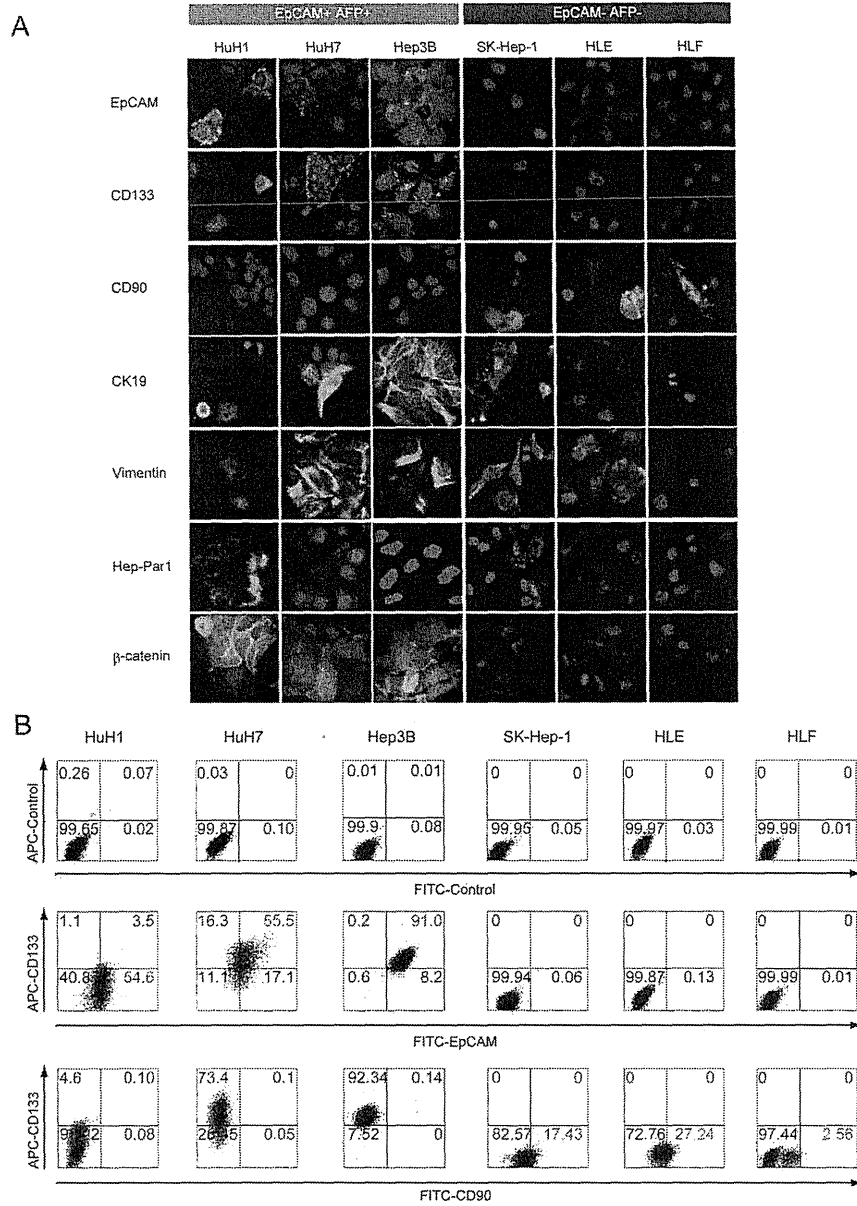 A
EpCAM+ AFP+ EpCAM- AFP-
HuH1 HuH7 Hep3B SK-Hep-1 HLE HLF
EpCAM
CD133
CD90
CK19
Vimentin
Hep-Par1
β-catenin
B
HuH1 HuH7 Hep3B SK-Hep-1 HLE HLF
APC-Control
0.26 0.07 0.03 0 0.01 0.01 0 0 0 0 0 0
99.65 0.02 99.87 0.10 99.9 0.08 99.95 0.05 99.97 0.03 99.99 0.01
FITC-Control
APC-CD133
1.1 3.5 16.3 55.5 0.2 91.0 0 0 0 0 0 0
40.8 54.6 11.1 17.1 0.6 8.2 99.94 0.06 99.87 0.13 99.99 0.01
FITC-EpCAM
APC-CD133
4.6 0.10 73.4 0.1 92.34 0.14 0 0 0 0 0 0
0.08 0.05 7.52 0 82.57 17.43 72.76 27.24 97.44 2.56
FITC-CD90